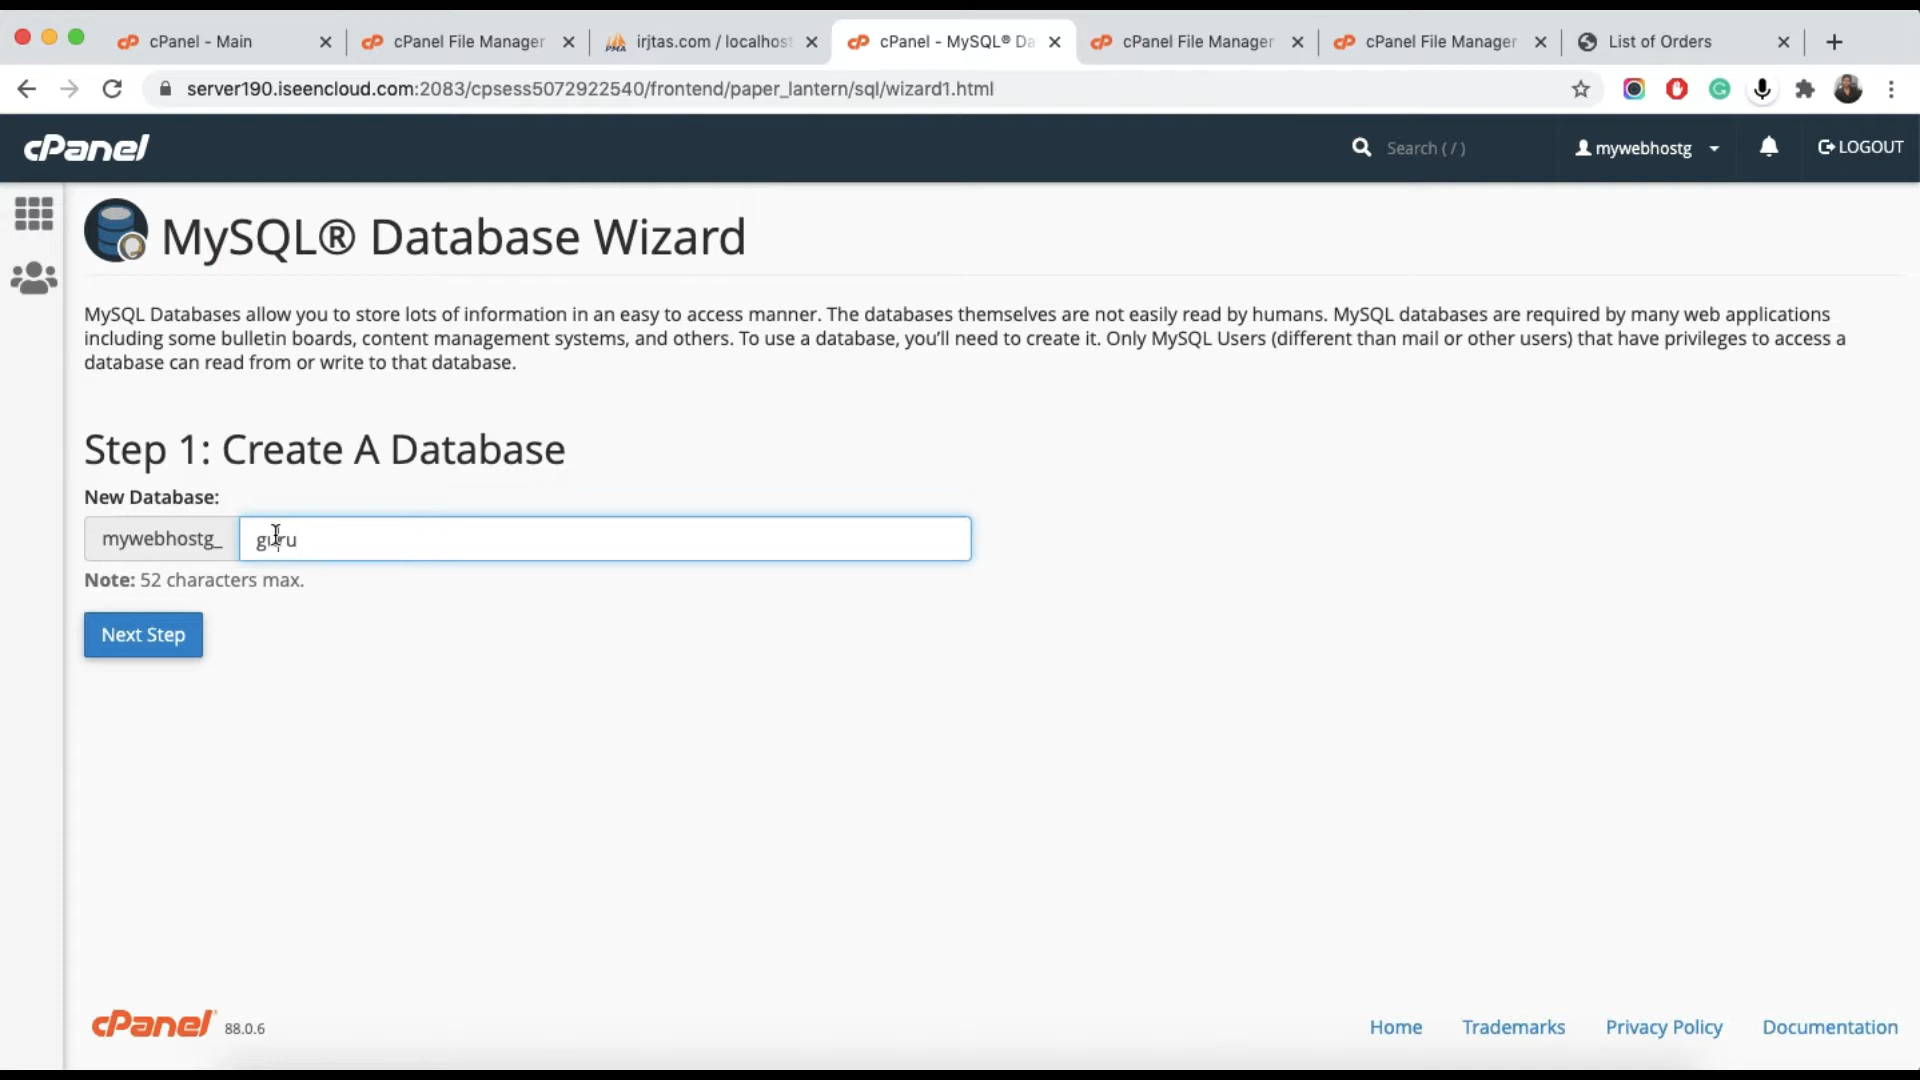 cPanel - Main
cPanel File Manager
irjtas.com / localhost
cPanel - MySQL® Da
cPanel File Manager
cPanel File Manager
List of Orders
server190.iseencloud.com:2083/cpsess5072922540/frontend/paper_lantern/sql/wizard1.html
cPanel
Search ( / )
mywebhostg
LOGOUT
MySQL® Database Wizard
MySQL Databases allow you to store lots of information in an easy to access manner. The databases themselves are not easily read by humans. MySQL databases are required by many web applications
including some bulletin boards, content management systems, and others. To use a database, you’ll need to create it. Only MySQL Users (different than mail or other users) that have privileges to access a
database can read from or write to that database.
Step 1: Create A Database
New Database:
mywebhostg_
guru
Note: 52 characters max.
Next Step
cPanel 88.0.6
Home
Trademarks
Privacy Policy
Documentation